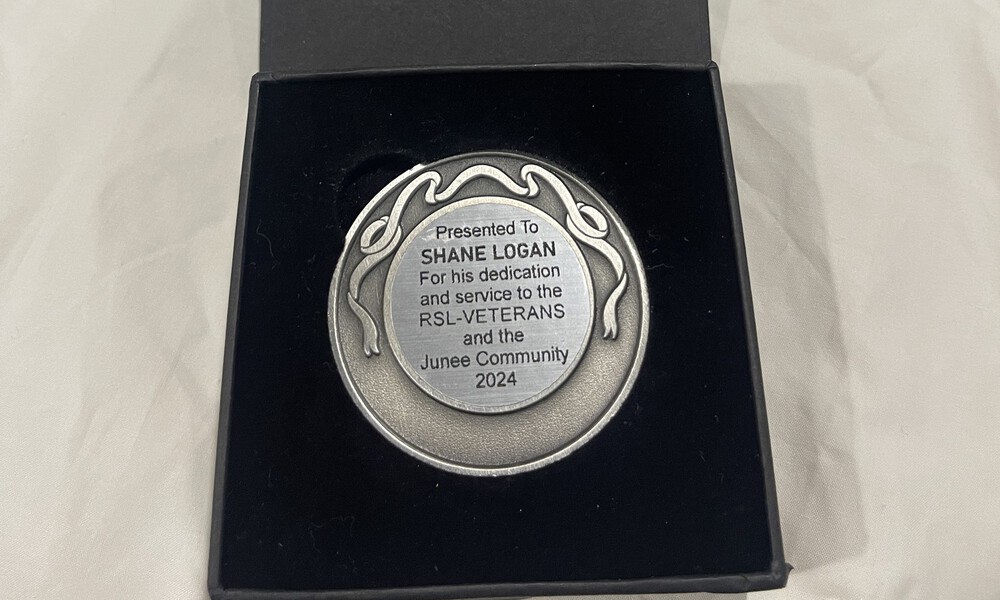 Presented To
SHANE LOGAN
For his dedication
and service to the
RSL-VETERANS
and the
Junee Community
2024